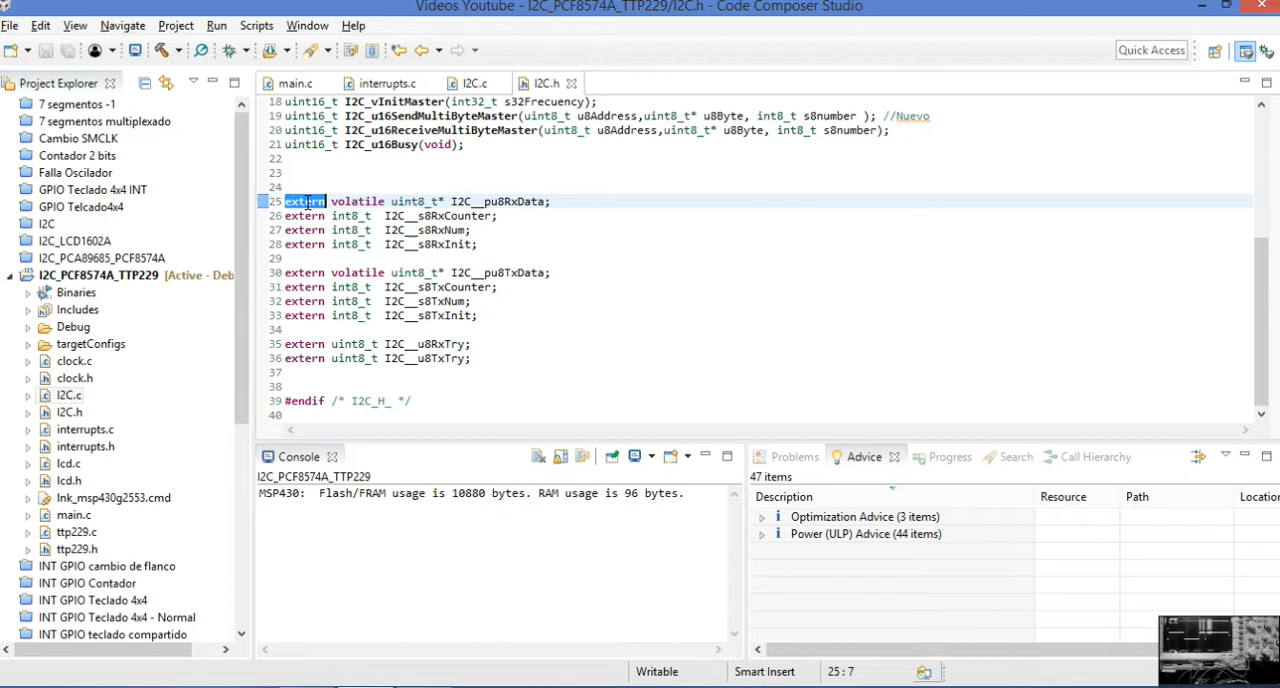 Videos Youtube - I2C_PCF8574A_TTP229/I2C.h - Code Composer Studio
File Edit View Navigate Project Run Scripts Window Help
Quick Access
Project Explorer
7 segmentos -1
7 segmentos multiplexado
Cambio SMCLK
Contador 2 bits
Falla Oscilador
GPIO Teclado 4x4 INT
GPIO Telcado4x4
I2C
I2C_LCD1602A
I2C_PCA89685_PCF8574A
I2C_PCF8574A_TTP229 [Active - Deb
Binaries
Includes
Debug
targetConfigs
clock.c
clock.h
I2C.c
I2C.h
interrupts.c
interrupts.h
lcd.c
lcd.h
lnk_msp430g2553.cmd
main.c
ttp229.c
ttp229.h
INT GPIO cambio de flanco
INT GPIO Contador
INT GPIO Teclado 4x4
INT GPIO Teclado 4x4 - Normal
INT GPIO teclado compartido
main.c interrupts.c I2C.c I2C.h
18 uint16_t I2C_vInitMaster(int32_t s32Frecuency);
19 uint16_t I2C_u16SendMultiByteMaster(uint8_t u8Address,uint8_t* u8Byte, int8_t s8number ); //Nuevo
20 uint16_t I2C_u16ReceiveMultiByteMaster(uint8_t u8Address,uint8_t* u8Byte, int8_t s8number);
21 uint16_t I2C_u16Busy(void);
22
23
24
25 extern volatile uint8_t* I2C__pu8RxData;
26 extern int8_t I2C__s8RxCounter;
27 extern int8_t I2C__s8RxNum;
28 extern int8_t I2C__s8RxInit;
29
30 extern volatile uint8_t* I2C__pu8TxData;
31 extern int8_t I2C__s8TxCounter;
32 extern int8_t I2C__s8TxNum;
33 extern int8_t I2C__s8TxInit;
34
35 extern uint8_t I2C__u8RxTry;
36 extern uint8_t I2C__u8TxTry;
37
38
39 #endif /* I2C_H_ */
40
Console
I2C_PCF8574A_TTP229
MSP430: Flash/FRAM usage is 10880 bytes. RAM usage is 96 bytes.
Problems Advice Progress Search Call Hierarchy
47 items
Description Resource Path Locatio
Optimization Advice (3 items)
Power (ULP) Advice (44 items)
Writable Smart Insert 25 : 7